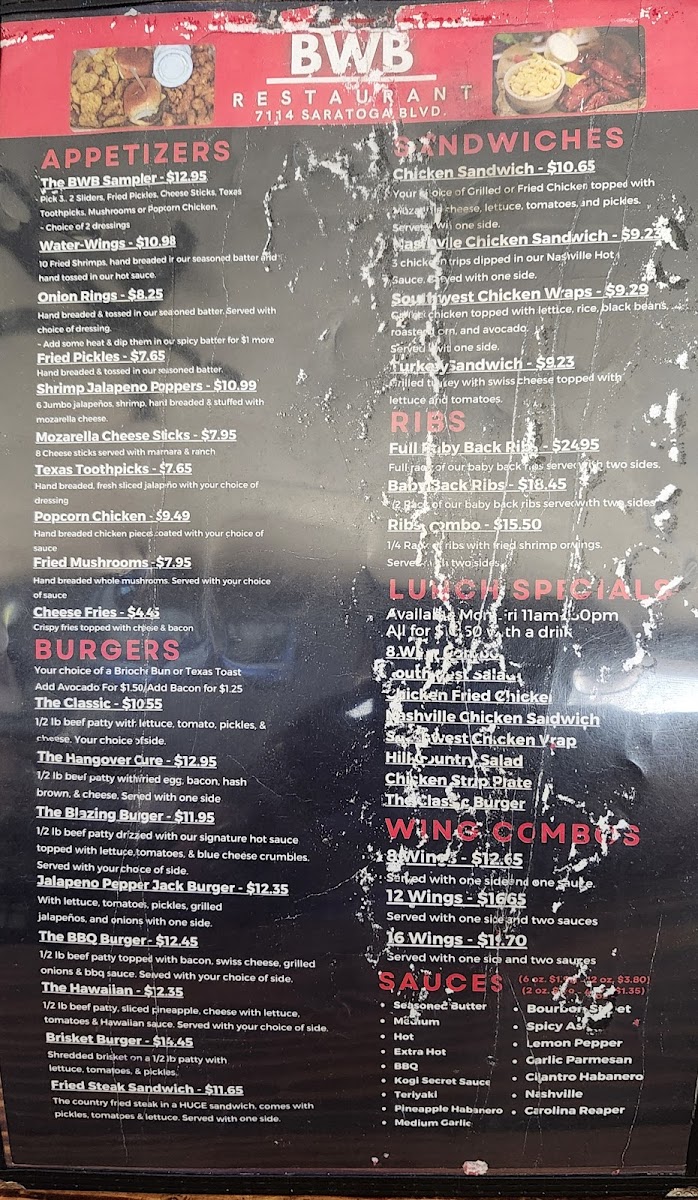 BWB
RESTAURANT
7114 SARATOGA BLVD.
APPETIZERS
The BWB Sampler - $12.95
Pick 3.. 2 Sliders, Fried Pickles, Cheese Sticks, Texas
Toothpicks, Mushrooms or Popcorn Chicken.
- Choice of 2 dressings
Water-Wings - $10.98
10 Fried Shrimps, hand breaded in our seasoned batter and
hand tossed in our hot sauce.
Onion Rings - $8.25
Hand breaded & tossed in our seasoned batter. Served with
choice of dressing.
- Add some heat & dip them in our spicy batter for $1 more
Fried Pickles - $7.65
Hand breaded & tossed in our seasoned batter.
Shrimp Jalapeno Poppers - $10.99
6 Jumbo jalapeños, shrimp, hand breaded & stuffed with
mozarella cheese.
Mozarella Cheese Sticks - $7.95
8 Cheese sticks served with marinara & ranch
Texas Toothpicks - $7.65
Hand breaded, fresh sliced jalapeño with your choice of
dressing
Popcorn Chicken - $9.49
Hand breaded chicken pieces coated with your choice of
sauce
Fried Mushrooms - $7.95
Hand breaded whole mushrooms. Served with your choice
of sauce
Cheese Fries - $4.45
Crispy fries topped with cheese & bacon
BURGERS
Your choice of a Brioche Bun or Texas Toast
Add Avocado For $1.50/Add Bacon for $1.25
The Classic - $10.55
1/2 lb beef patty with lettuce, tomato, pickles, &
cheese. Your choice of side.
The Hangover Cure - $12.95
1/2 lb beef patty with fried egg, bacon, hash
brown, & cheese. Served with one side
The Blazing Burger - $11.95
1/2 lb beef patty drizzled with our signature hot sauce
topped with lettuce, tomatoes, & blue cheese crumbles.
Served with your choice of side.
Jalapeno Pepper Jack Burger - $12.35
With lettuce, tomatoes, pickles, grilled
jalapeños, and onions with one side.
The BBQ Burger - $12.45
1/2 lb beef patty topped with bacon, swiss cheese, grilled
onions & bbq sauce. Served with your choice of side.
The Hawaiian - $12.35
1/2 lb beef patty, sliced pineapple, cheese with lettuce,
tomatoes & Hawaiian sauce. Served with your choice of side.
Brisket Burger - $14.45
Shredded brisket on a 1/2 lb patty with
lettuce, tomatoes, & pickles.
Fried Steak Sandwich - $11.65
The country fried steak in a HUGE sandwich, comes with
pickles, tomatoes & lettuce. Served with one side.
SANDWICHES
Chicken Sandwich - $10.65
Your choice of Grilled or Fried Chicken topped with
mozarella cheese, lettuce, tomatoes, and pickles.
Served with one side.
Nashville Chicken Sandwich - $9.23
3 chicken strips dipped in our Nashville Hot
Sauce. Served with one side.
Southwest Chicken Wraps - $9.29
Grilled chicken topped with lettice, rice, black beans,
roasted corn, and avocado.
Served with one side.
Turkey Sandwich - $9.23
Grilled turkey with swiss cheese topped with
lettuce and tomatoes.
RIBS
Full Baby Back Ribs - $24.95
Full rack of our baby back ribs served with two sides.
Baby Back Ribs - $18.45
1/2 Rack of our baby back ribs served with two sides
Ribs combo - $15.50
1/4 Rack of ribs with fried shrimp or wings.
Served with two sides
LUNCH SPECIALS
Available Mon-Fri 11am-
All for with a drink
8 Wing Combo
Southwest Salad
Chicken Fried Chicken
Nashville Chicken Sandwich
Southwest Chicken Wrap
Hill Country Salad
Chicken Strip Plate
The Classic Burger
WING COMBOS
8 Wings - $12.65
Served with one side and one sauce.
12 Wings - $16.65
Served with one side and two sauces
16 Wings -
Served with one side and two sauces
SAUCES (6 oz. 12 oz, $3.80)
(2 oz. $1.35)
• Seasoned Butter
• Medium
• Hot
• Extra Hot
• BBQ
• Kogi Secret Sauce
• Teriyaki
• Pineapple Habanero
• Medium Garlic
• Bourbon Sweet
• Spicy
• Lemon Pepper
• Garlic Parmesan
• Cilantro Habanero
• Nashville
• Carolina Reaper